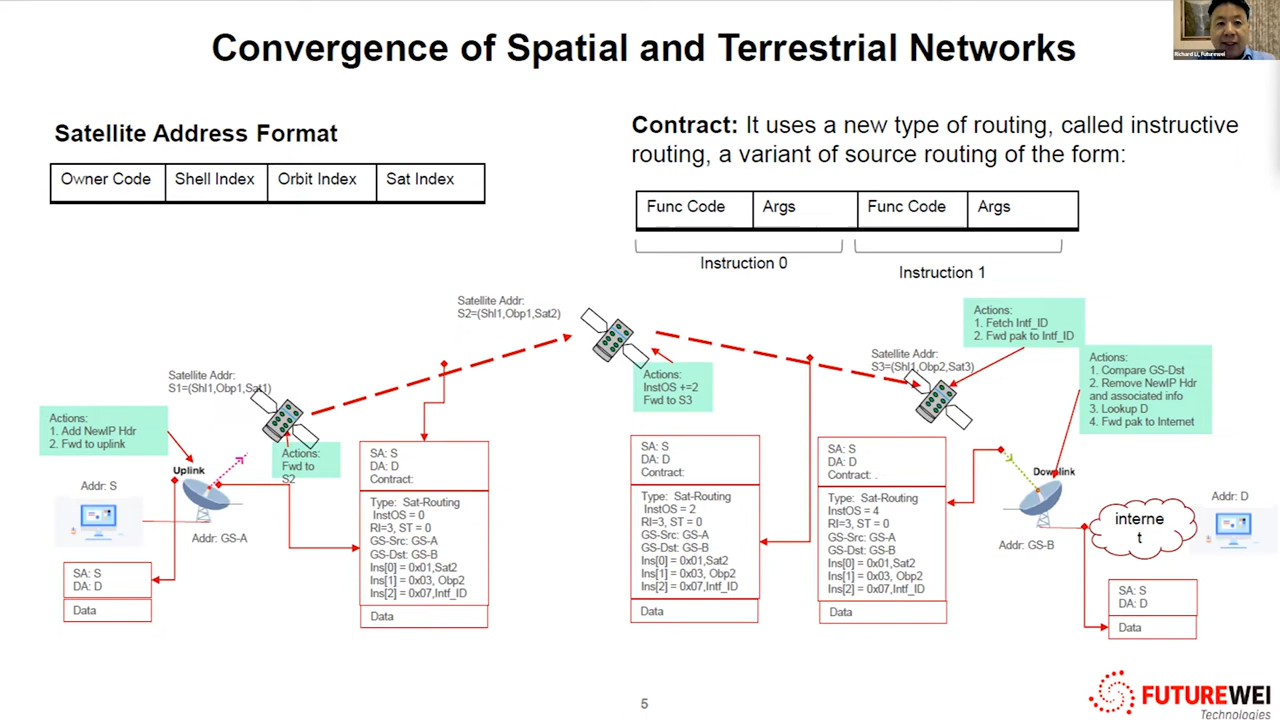 Convergence of Spatial and Terrestrial Networks
Richard Li, Futurewei
Satellite Address Format
Owner Code Shell Index Orbit Index Sat Index
Contract: It uses a new type of routing, called instructive
routing, a variant of source routing of the form:
Func Code Args Func Code Args
Instruction 0
Instruction 1
Satellite Addr:
S1=(Shl1,Obp1,Sat1)
Satellite Addr:
S2=(Shl1,Obp1,Sat2)
Satellite Addr:
S3=(Shl1,Obp2,Sat3)
Actions:
1. Add NewIP Hdr
2. Fwd to uplink
Actions:
Fwd to
S2
Actions:
InstOS +=2
Fwd to S3
Actions:
1. Fetch Intf_ID
2. Fwd pak to Intf_ID
Actions:
1. Compare GS-Dst
2. Remove NewIP Hdr
and associated info
3. Lookup D
4. Fwd pak to Internet
Uplink
Addr: S
Addr: GS-A
SA: S
DA: D
Data
SA: S
DA: D
Contract:
Type: Sat-Routing
InstOS = 0
RI=3, ST = 0
GS-Src: GS-A
GS-Dst: GS-B
Ins[0] = 0x01,Sat2
Ins[1] = 0x03, Obp2
Ins[2] = 0x07,Intf_ID
Data
SA: S
DA: D
Contract:
Type: Sat-Routing
InstOS = 2
RI=3, ST = 0
GS-Src: GS-A
GS-Dst: GS-B
Ins[0] = 0x01,Sat2
Ins[1] = 0x03, Obp2
Ins[2] = 0x07,Intf_ID
Data
SA: S
DA: D
Contract: .
Type: Sat-Routing
InstOS = 4
RI=3, ST = 0
GS-Src: GS-A
GS-Dst: GS-B
Ins[0] = 0x01,Sat2
Ins[1] = 0x03, Obp2
Ins[2] = 0x07,Intf_ID
Data
Downlink
Addr: GS-B
interne
t
Addr: D
SA: S
DA: D
Data
5
FUTUREWEI
Technologies